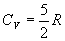 C_V = 5/2 R